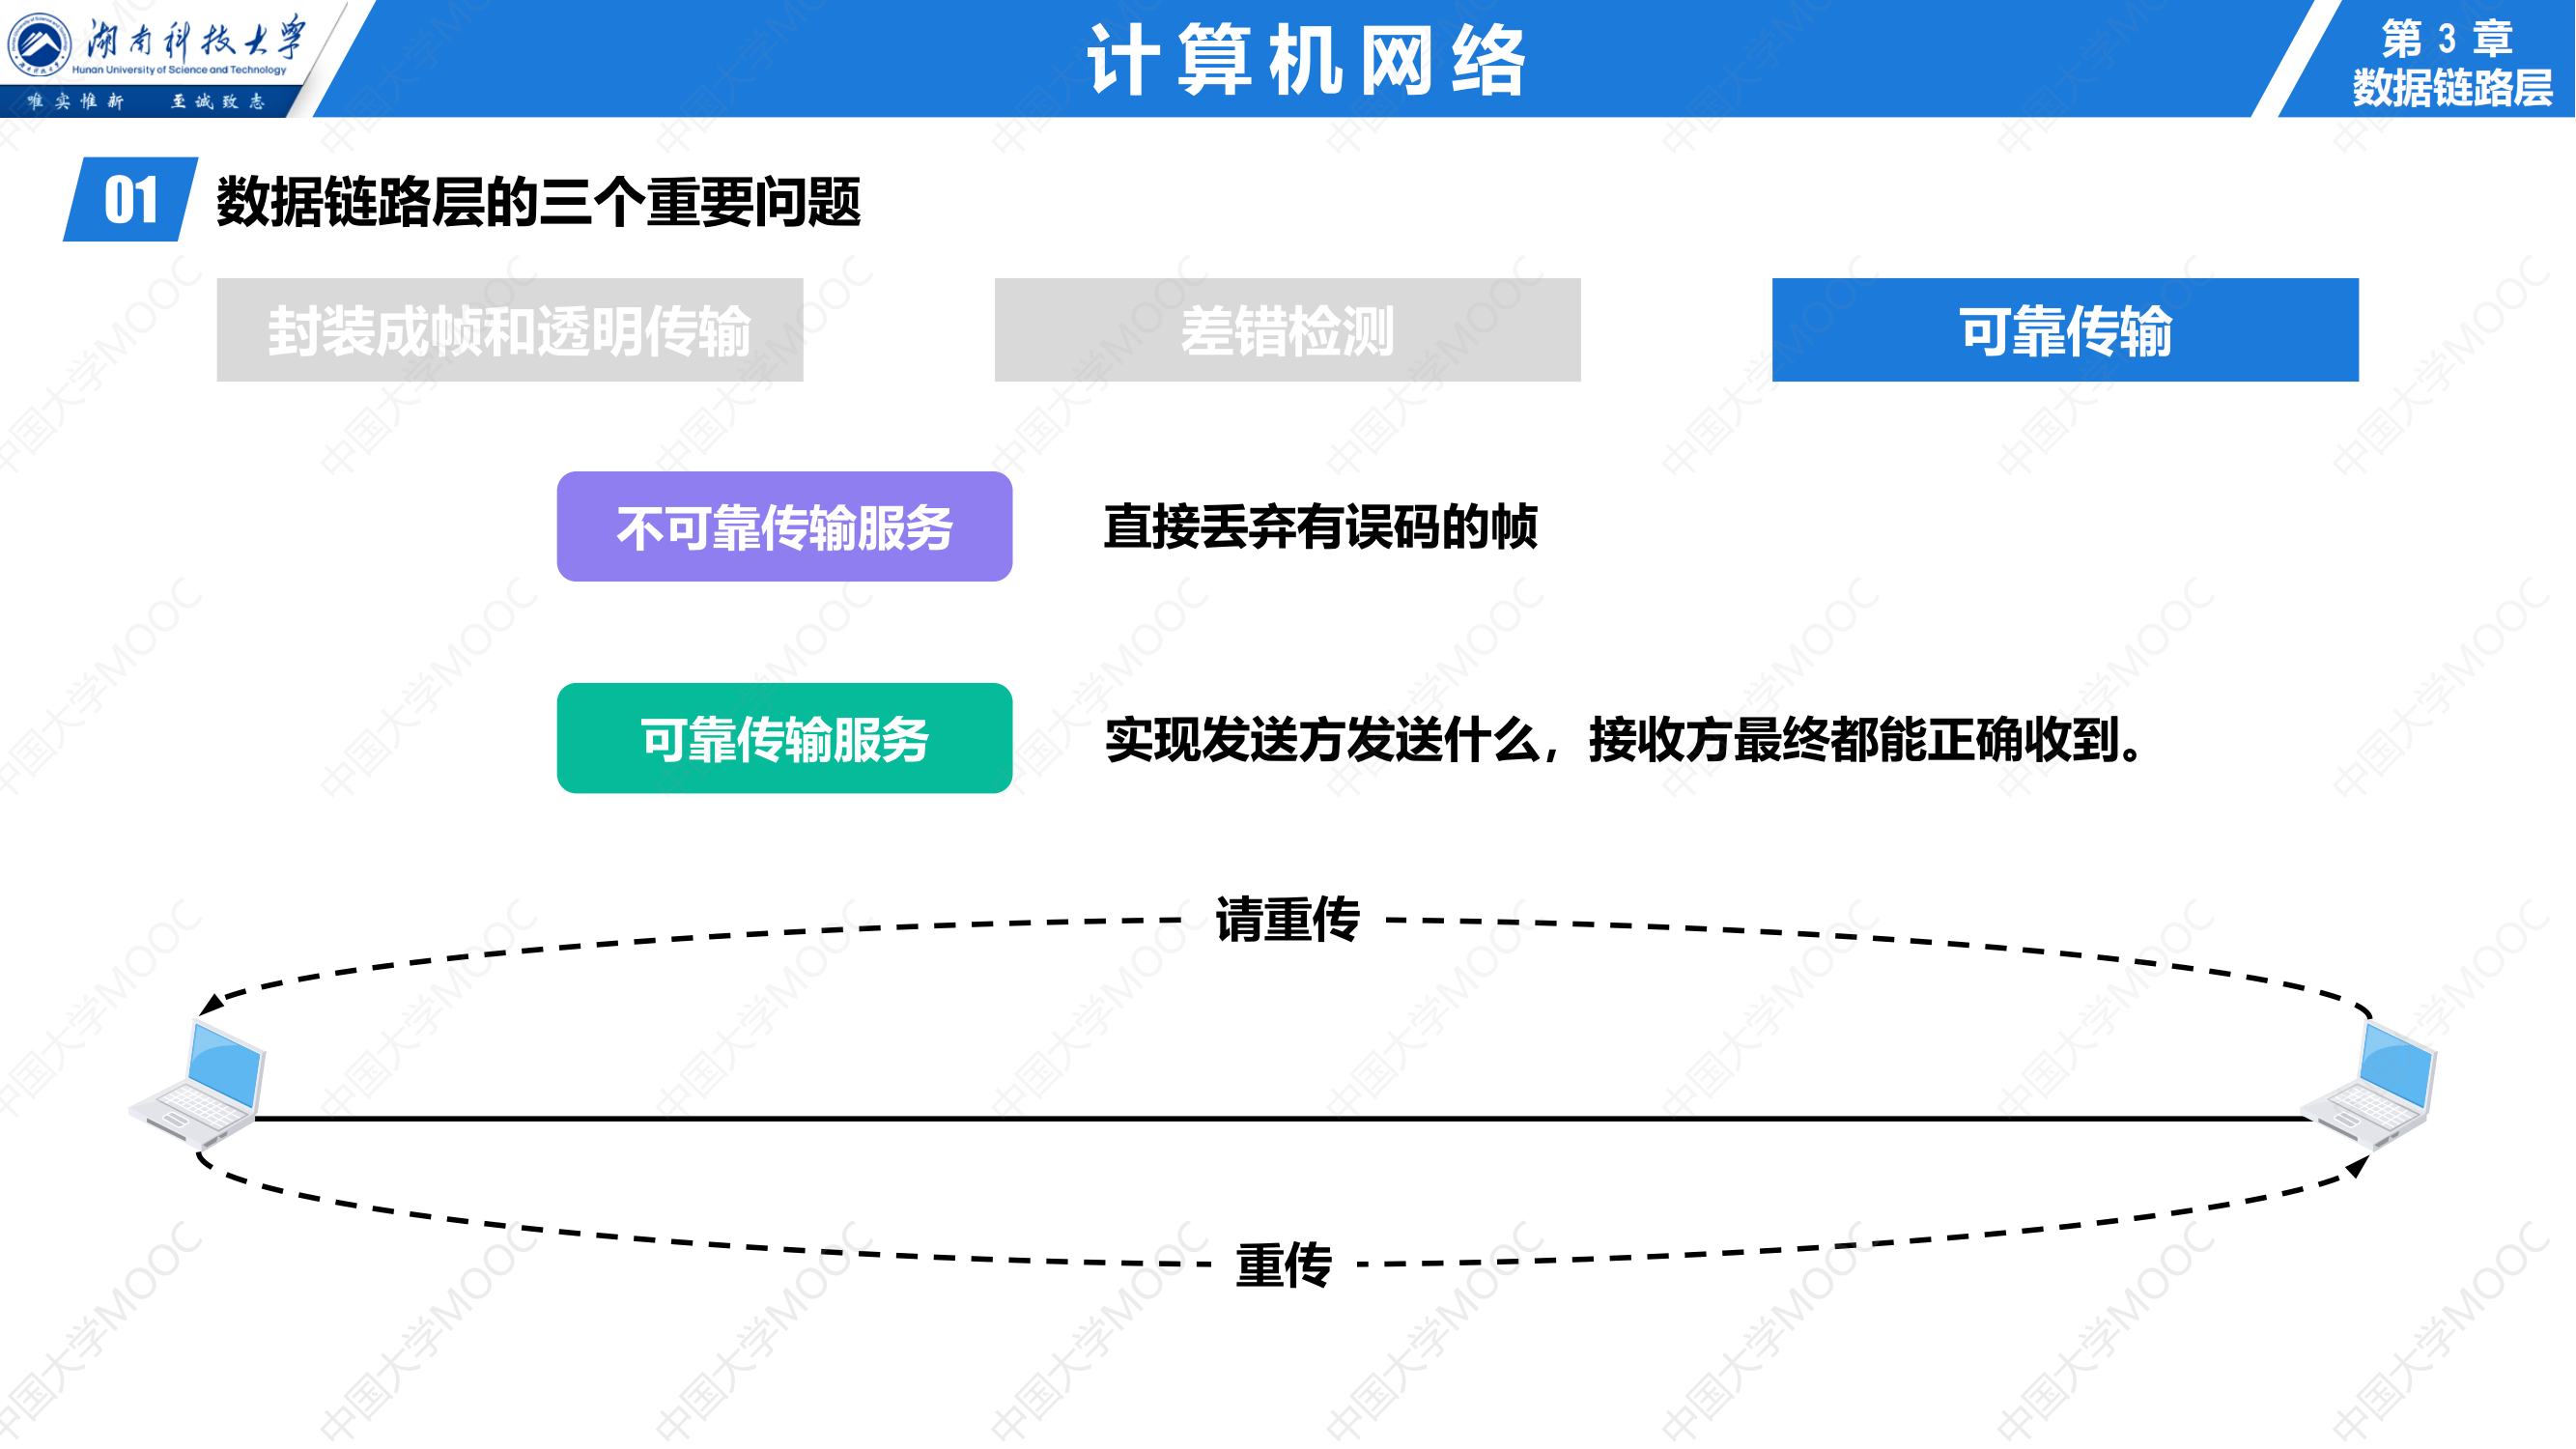 湖南科技大学
Hunan University of Science and Technology
唯实惟新 至诚致志
计算机网络
第 3 章
数据链路层
01 数据链路层的三个重要问题
封装成帧和透明传输 差错检测 可靠传输
不可靠传输服务 直接丢弃有误码的帧
可靠传输服务 实现发送方发送什么，接收方最终都能正确收到。
请重传
重传
中国大学MOOC